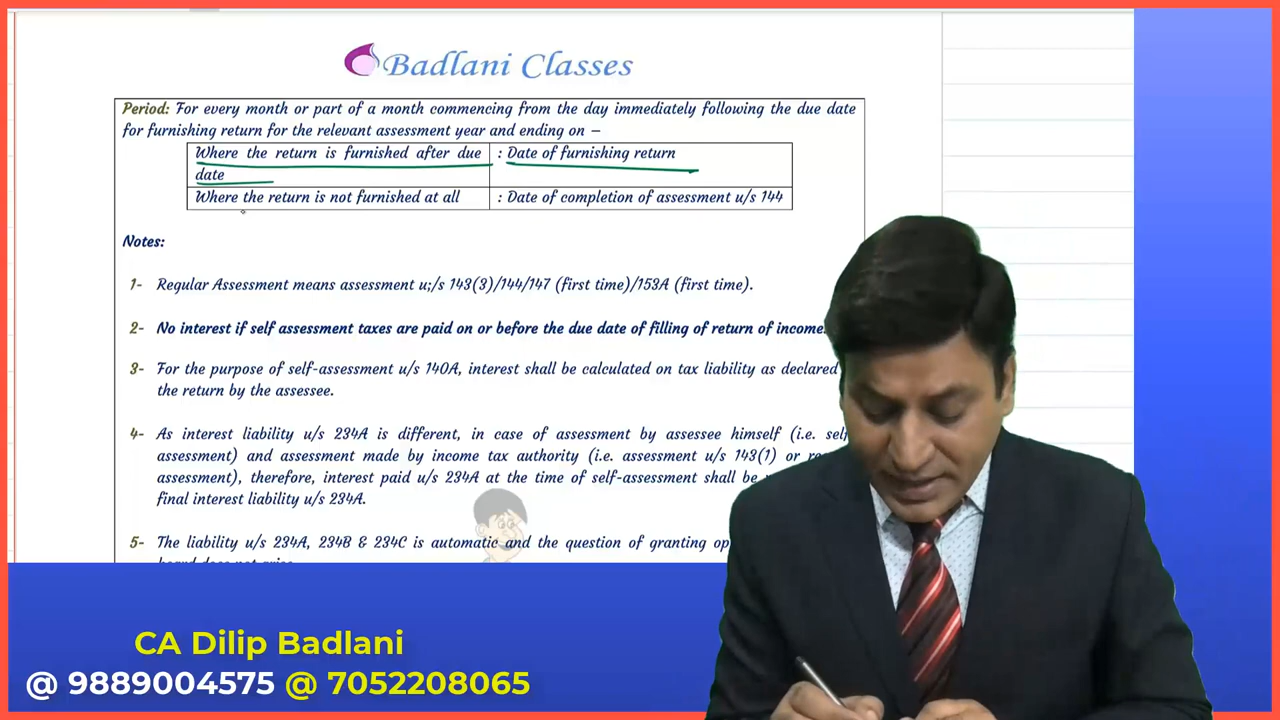 Badlani Classes
Period: For every month or part of a month commencing from the day immediately following the due date
for furnishing return for the relevant assessment year and ending on –
Where the return is furnished after due : Date of furnishing return
date
Where the return is not furnished at all : Date of completion of assessment u/s 144
Notes:
1- Regular Assessment means assessment u;/s 143(3)/144/147 (first time)/153A (first time).
2- No interest if self assessment taxes are paid on or before the due date of filling of return of income.
3- For the purpose of self-assessment u/s 140A, interest shall be calculated on tax liability as declared
the return by the assessee.
4- As interest liability u/s 234A is different, in case of assessment by assessee himself (i.e. self
assessment) and assessment made by income tax authority (i.e. assessment u/s 143(1) or
assessment), therefore, interest paid u/s 234A at the time of self-assessment shall be
final interest liability u/s 234A.
5- The liability u/s 234A, 234B & 234C is automatic and the question of granting
CA Dilip Badlani
@ 9889004575 @ 7052208065